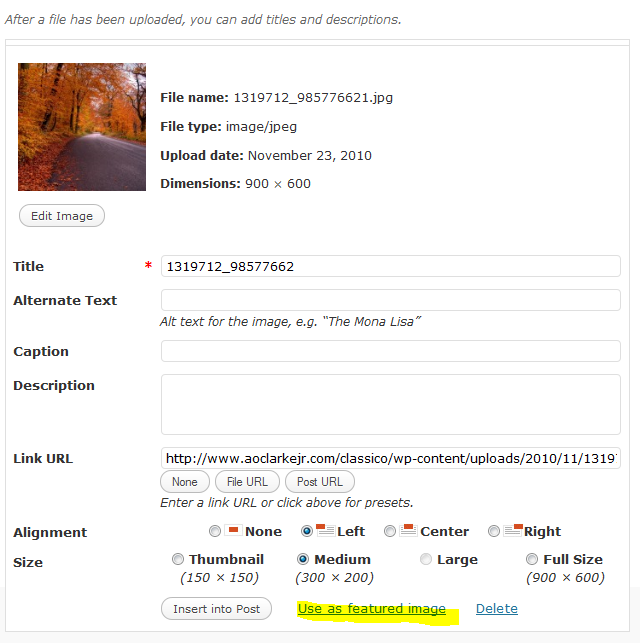 After a file has been uploaded, you can add titles and descriptions.
File name: 1319712_985776621.jpg
File type: image/jpeg
Upload date: November 23, 2010
Dimensions: 900 × 600
Edit Image
Title * 1319712_98577662
Alternate Text
Alt text for the image, e.g. “The Mona Lisa”
Caption
Description
Link URL http://www.aoclarkejr.com/classico/wp-content/uploads/2010/11/1319
None File URL Post URL
Enter a link URL or click above for presets.
Alignment None Left Center Right
Size Thumbnail Medium Large Full Size
(150 × 150) (300 × 200) (900 × 600)
Insert into Post Use as featured image Delete